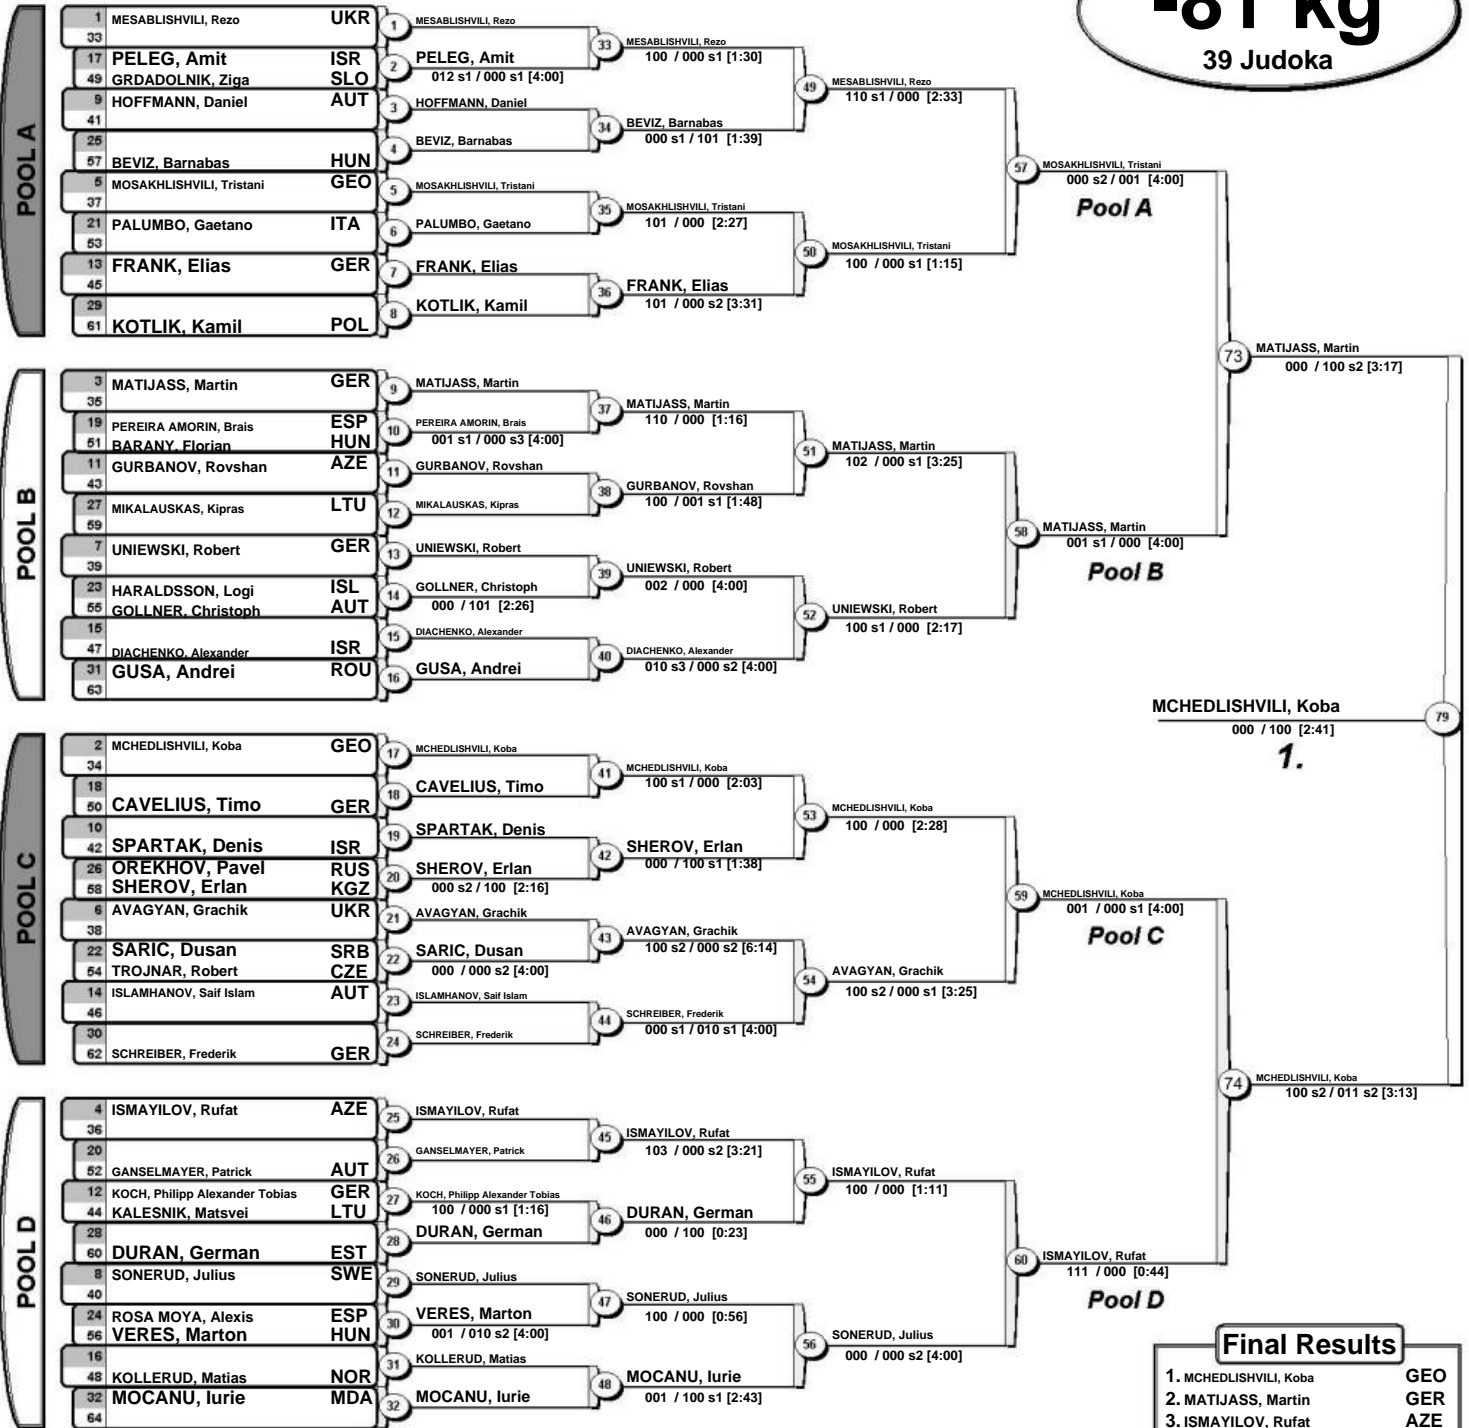 -81 kg
39 Judoka
POOL A
1 MESABLISHVILI, Rezo UKR
33
17 PELEG, Amit ISR
49 GRDADOLNIK, Ziga SLO
9 HOFFMANN, Daniel AUT
41
25
57 BEVIZ, Barnabas HUN
5 MOSAKHLISHVILI, Tristani GEO
37
21 PALUMBO, Gaetano ITA
53
13 FRANK, Elias GER
45
29
61 KOTLIK, Kamil POL
1 MESABLISHVILI, Rezo
2 PELEG, Amit
012 s1 / 000 s1 [4:00]
3 HOFFMANN, Daniel
4 BEVIZ, Barnabas
5 MOSAKHLISHVILI, Tristani
6 PALUMBO, Gaetano
7 FRANK, Elias
8 KOTLIK, Kamil
33 MESABLISHVILI, Rezo
100 / 000 s1 [1:30]
34 BEVIZ, Barnabas
000 s1 / 101 [1:39]
35 MOSAKHLISHVILI, Tristani
101 / 000 [2:27]
36 FRANK, Elias
101 / 000 s2 [3:31]
49 MESABLISHVILI, Rezo
110 s1 / 000 [2:33]
50 MOSAKHLISHVILI, Tristani
100 / 000 s1 [1:15]
57 MOSAKHLISHVILI, Tristani
000 s2 / 001 [4:00]
Pool A
POOL B
3 MATIJASS, Martin GER
35
19 PEREIRA AMORIN, Brais ESP
51 BARANY, Florian HUN
11 GURBANOV, Rovshan AZE
43
27 MIKALAUSKAS, Kipras LTU
59
7 UNIEWSKI, Robert GER
39
23 HARALDSSON, Logi ISL
55 GOLLNER, Christoph AUT
15
47 DIACHENKO, Alexander ISR
31 GUSA, Andrei ROU
63
9 MATIJASS, Martin
10 PEREIRA AMORIN, Brais
001 s1 / 000 s3 [4:00]
11 GURBANOV, Rovshan
12 MIKALAUSKAS, Kipras
13 UNIEWSKI, Robert
14 GOLLNER, Christoph
000 / 101 [2:26]
15 DIACHENKO, Alexander
16 GUSA, Andrei
37 MATIJASS, Martin
110 / 000 [1:16]
38 GURBANOV, Rovshan
100 / 001 s1 [1:48]
39 UNIEWSKI, Robert
002 / 000 [4:00]
40 DIACHENKO, Alexander
010 s3 / 000 s2 [4:00]
51 MATIJASS, Martin
102 / 000 s1 [3:25]
52 UNIEWSKI, Robert
100 s1 / 000 [2:17]
58 MATIJASS, Martin
001 s1 / 000 [4:00]
Pool B
73 MATIJASS, Martin
000 / 100 s2 [3:17]
MCHEDLISHVILI, Koba 79
000 / 100 [2:41]
1.
POOL C
2 MCHEDLISHVILI, Koba GEO
34
18
50 CAVELIUS, Timo GER
10
42 SPARTAK, Denis ISR
26 OREKHOV, Pavel RUS
58 SHEROV, Erlan KGZ
6 AVAGYAN, Grachik UKR
38
22 SARIC, Dusan SRB
54 TROJNAR, Robert CZE
14 ISLAMHANOV, Saif Islam AUT
46
30
62 SCHREIBER, Frederik GER
17 MCHEDLISHVILI, Koba
18 CAVELIUS, Timo
19 SPARTAK, Denis
20 SHEROV, Erlan
000 s2 / 100 [2:16]
21 AVAGYAN, Grachik
22 SARIC, Dusan
000 / 000 s2 [4:00]
23 ISLAMHANOV, Saif Islam
24 SCHREIBER, Frederik
41 MCHEDLISHVILI, Koba
100 s1 / 000 [2:03]
42 SHEROV, Erlan
000 / 100 s1 [1:38]
43 AVAGYAN, Grachik
100 s2 / 000 s2 [6:14]
44 SCHREIBER, Frederik
000 s1 / 010 s1 [4:00]
53 MCHEDLISHVILI, Koba
100 / 000 [2:28]
54 AVAGYAN, Grachik
100 s2 / 000 s1 [3:25]
59 MCHEDLISHVILI, Koba
001 / 000 s1 [4:00]
Pool C
74 MCHEDLISHVILI, Koba
100 s2 / 011 s2 [3:13]
POOL D
4 ISMAYILOV, Rufat AZE
36
20
52 GANSELMAYER, Patrick AUT
12 KOCH, Philipp Alexander Tobias GER
44 KALESNIK, Matsvei LTU
28
60 DURAN, German EST
8 SONERUD, Julius SWE
40
24 ROSA MOYA, Alexis ESP
56 VERES, Marton HUN
16
48 KOLLERUD, Matias NOR
32 MOCANU, Iurie MDA
64
25 ISMAYILOV, Rufat
26 GANSELMAYER, Patrick
27 KOCH, Philipp Alexander Tobias
100 / 000 s1 [1:16]
28 DURAN, German
29 SONERUD, Julius
30 VERES, Marton
001 / 010 s2 [4:00]
31 KOLLERUD, Matias
32 MOCANU, Iurie
45 ISMAYILOV, Rufat
103 / 000 s2 [3:21]
46 DURAN, German
000 / 100 [0:23]
47 SONERUD, Julius
100 / 000 [0:56]
48 MOCANU, Iurie
001 / 100 s1 [2:43]
55 ISMAYILOV, Rufat
100 / 000 [1:11]
56 SONERUD, Julius
000 / 000 s2 [4:00]
60 ISMAYILOV, Rufat
111 / 000 [0:44]
Pool D
Final Results
1. MCHEDLISHVILI, Koba GEO
2. MATIJASS, Martin GER
3. ISMAYILOV, Rufat AZE